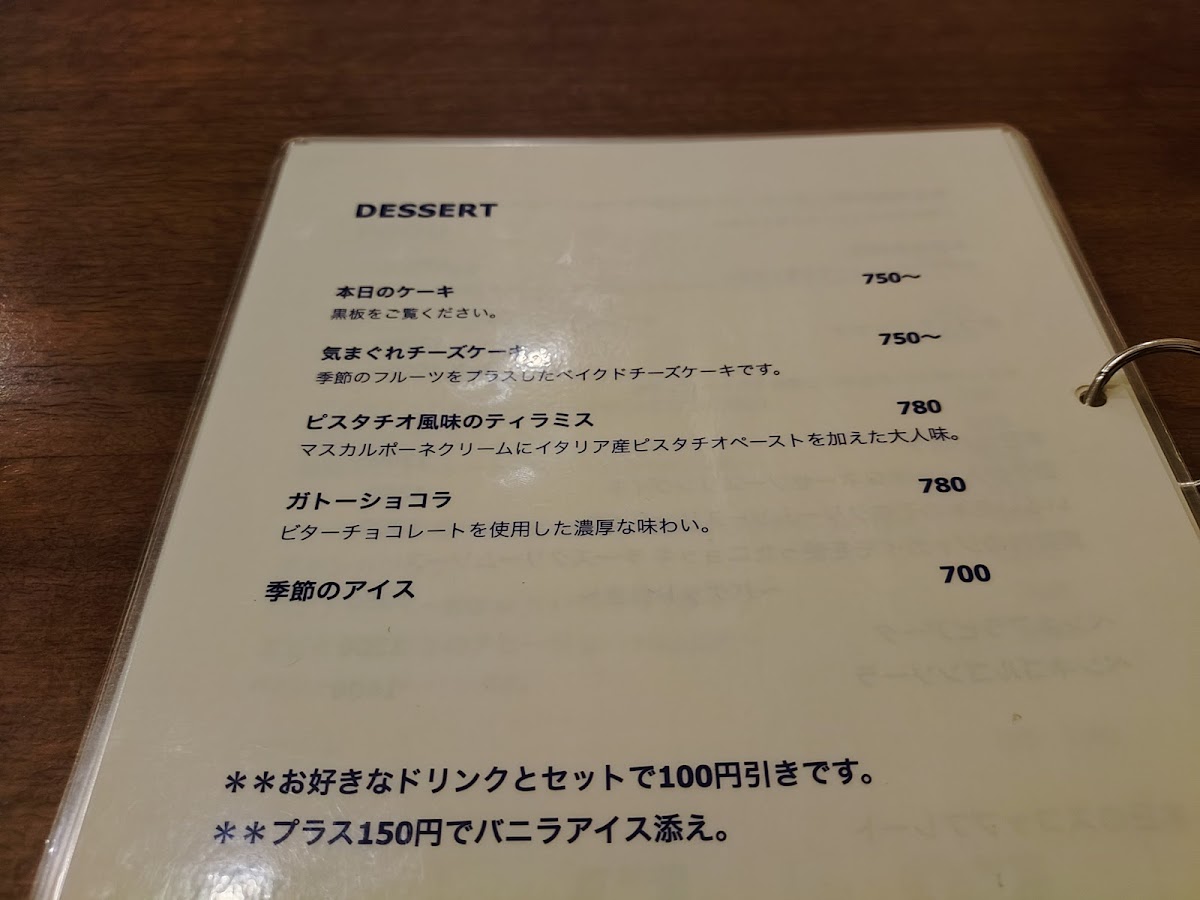 DESSERT
本日のケーキ 750〜
黒板をご覧ください。
気まぐれチーズケーキ 750〜
季節のフルーツをプラスしたベイクドチーズケーキです。
ピスタチオ風味のティラミス 780
マスカルポーネクリームにイタリア産ピスタチオペーストを加えた大人味。
ガトーショコラ 780
ビターチョコレートを使用した濃厚な味わい。
季節のアイス 700
＊＊お好きなドリンクとセットで100円引きです。
＊＊プラス150円でバニラアイス添え。